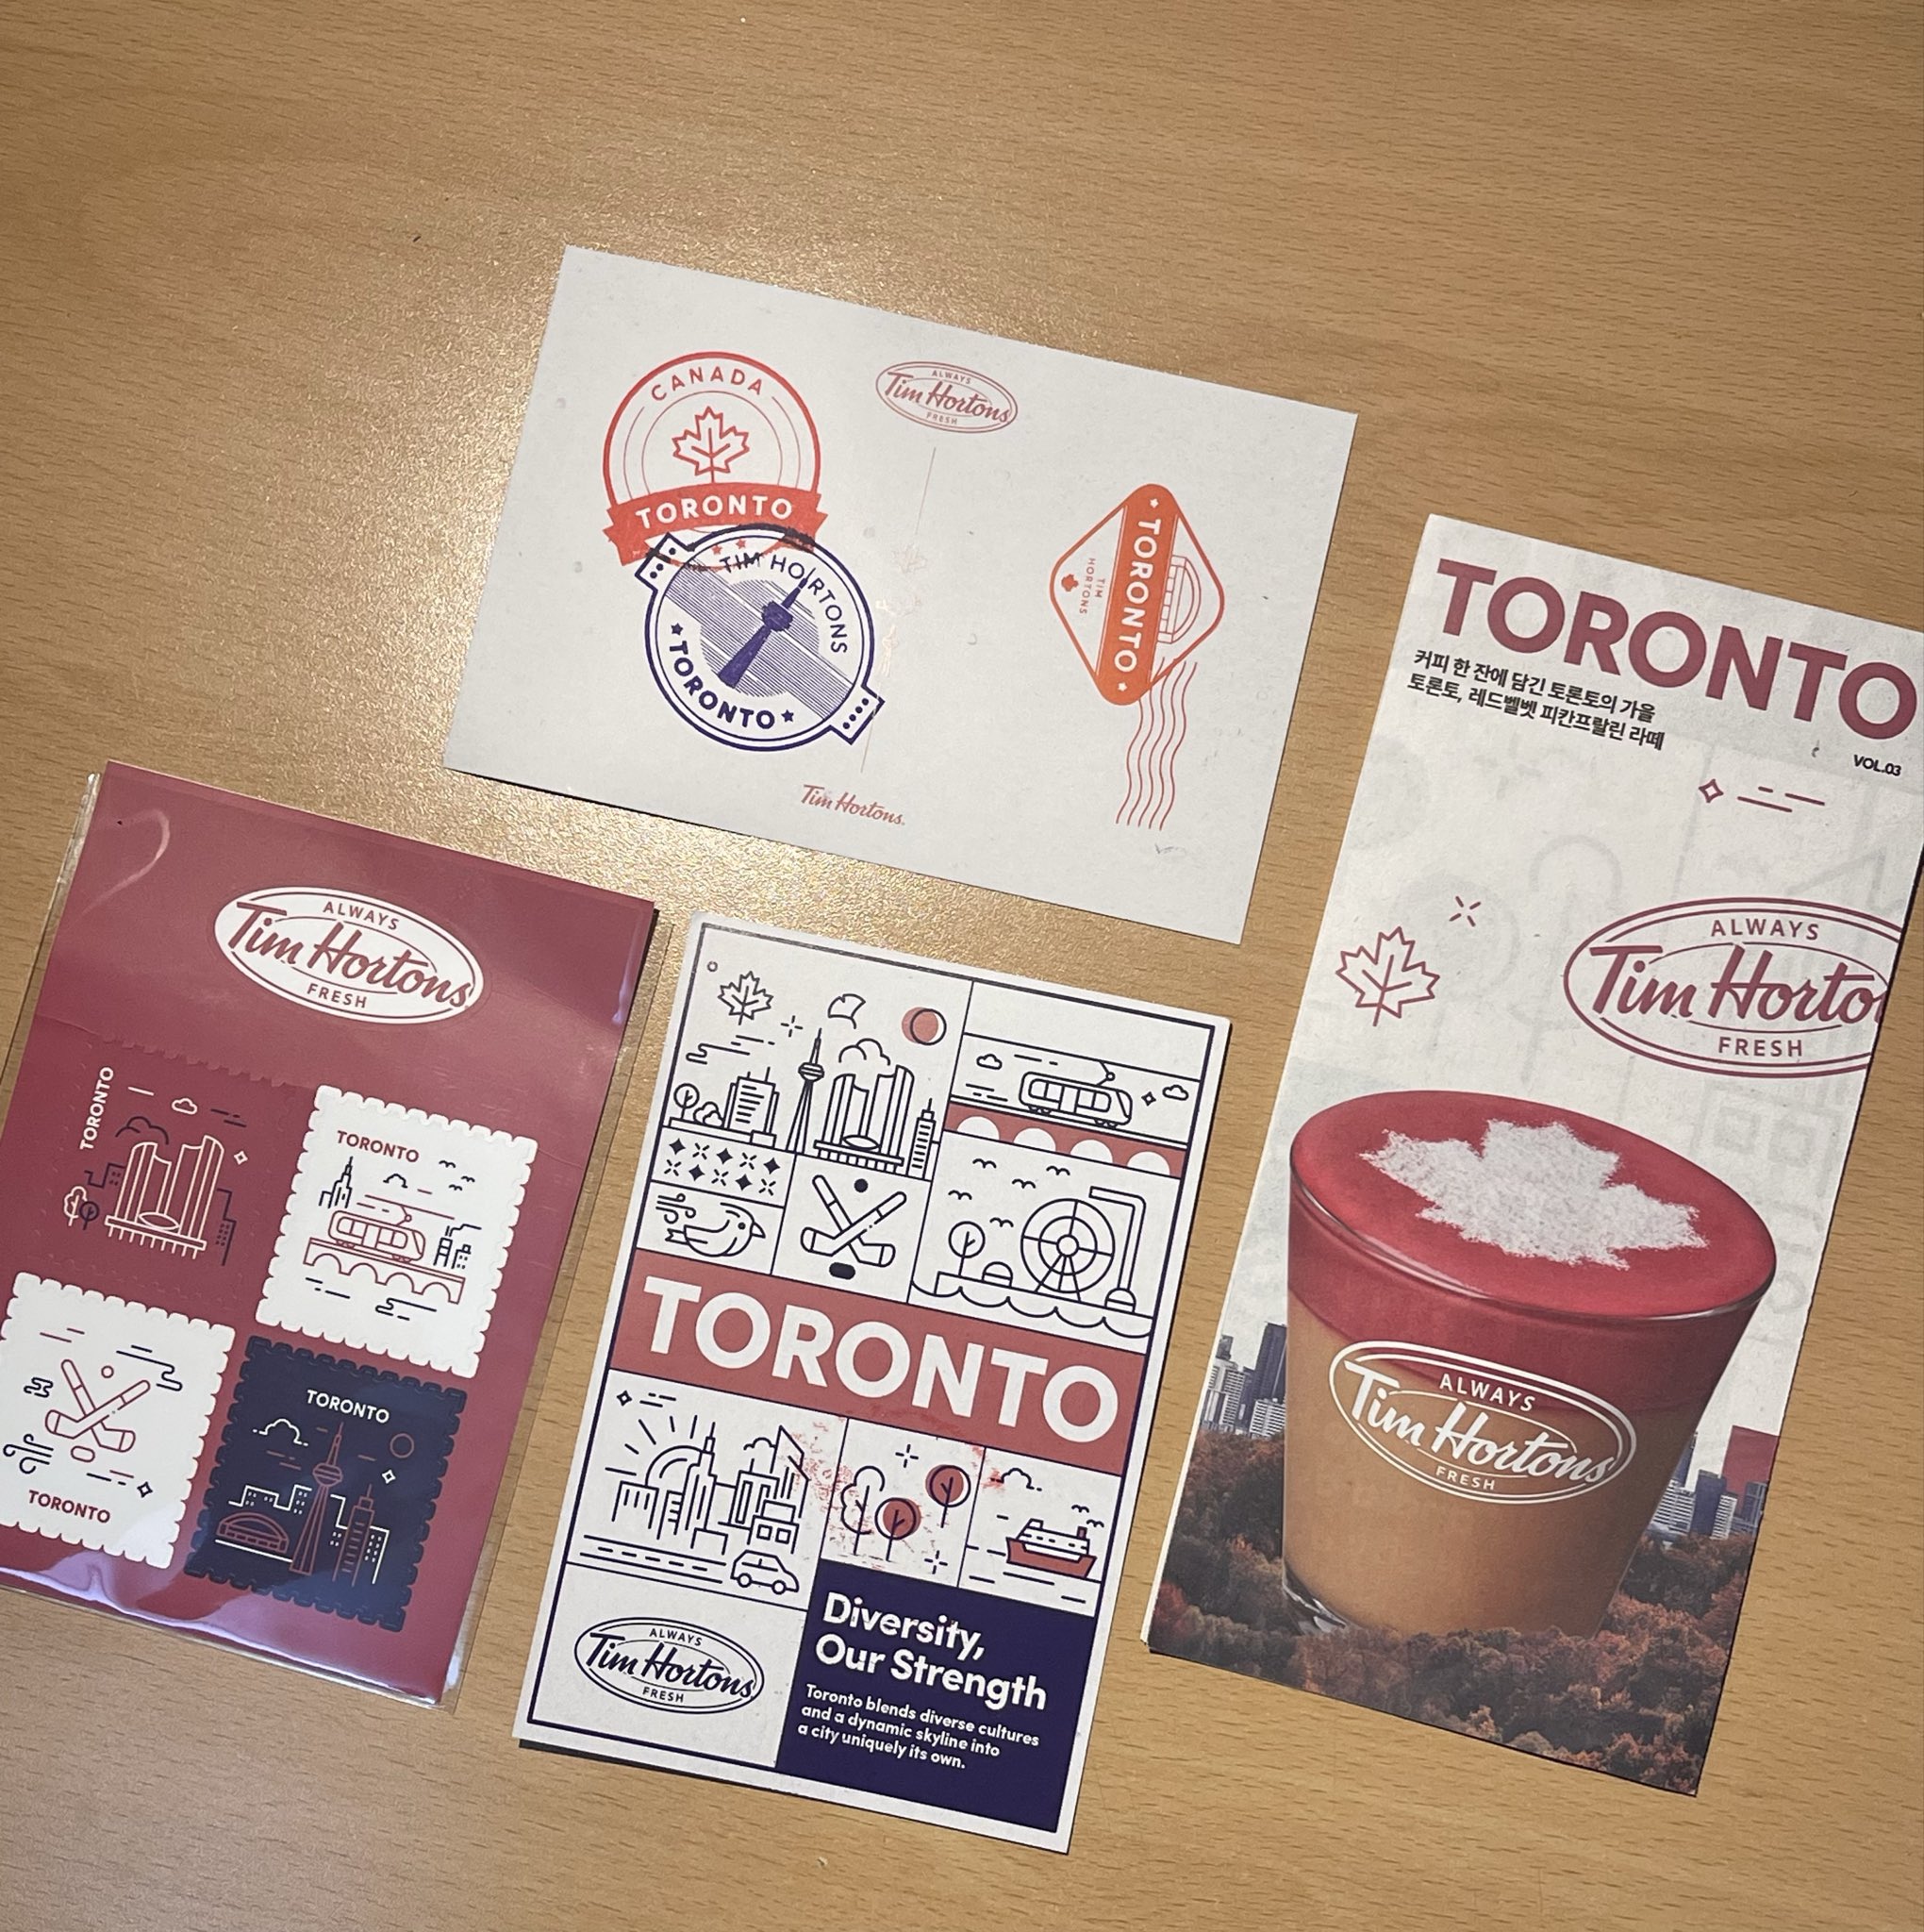 CANADA
TORONTO
TIM HORTONS
TORONTO
ALWAYS
Tim Hortons
FRESH
TORONTO
TIM
HORTONS
Tim Hortons.
TORONTO
커피 한 잔에 담긴 토론토의 가을
토론토, 레드벨벳 피칸프랄린 라떼
VOL.03
ALWAYS
Tim Horto
FRESH
ALWAYS
Tim Hortons
FRESH
ALWAYS
Tim Hortons
FRESH
TORONTO
TORONTO
TORONTO
TORONTO
TORONTO
ALWAYS
Tim Hortons
FRESH
Diversity,
Our Strength
Toronto blends diverse cultures
and a dynamic skyline into
a city uniquely its own.